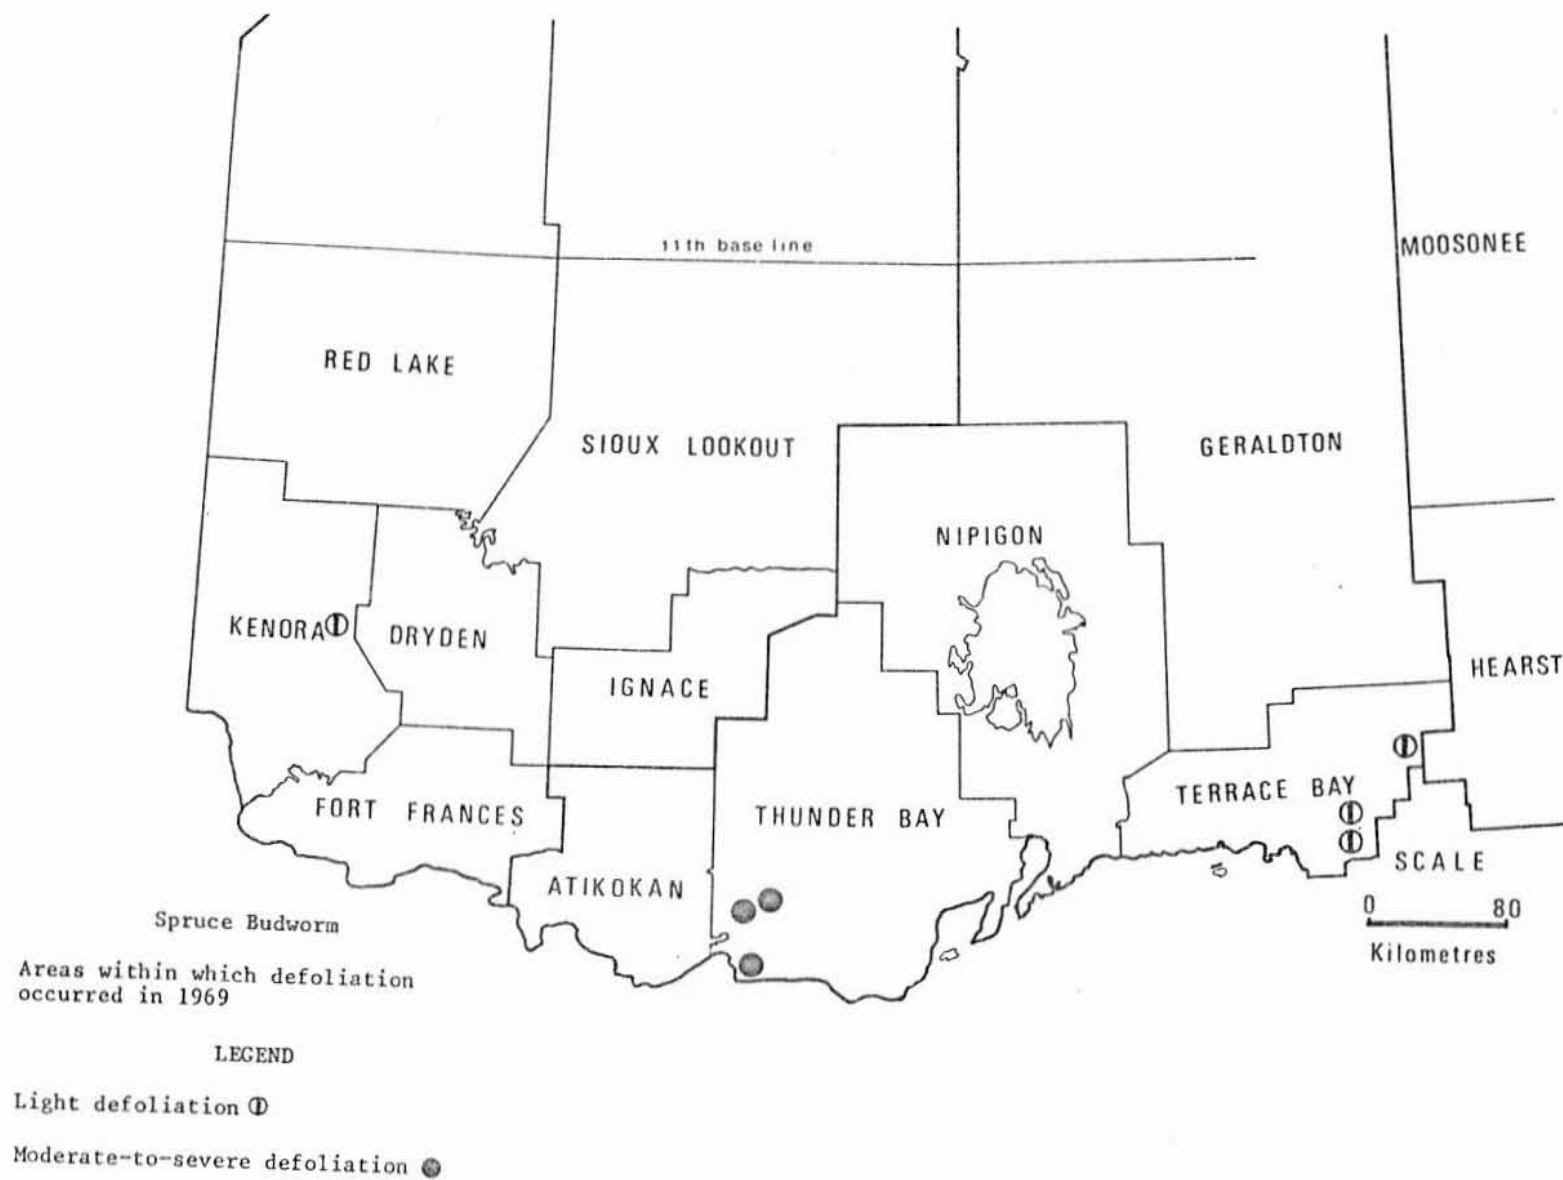 11th base line
MOOSONEE
RED LAKE
SIOUX LOOKOUT
GERALDTON
NIPIGON
KENORA
DRYDEN
IGNACE
HEARST
TERRACE BAY
FORT FRANCES
THUNDER BAY
ATIKOKAN
SCALE
0 80
Kilometres
Spruce Budworm
Areas within which defoliation
occurred in 1969
LEGEND
Light defoliation
Moderate-to-severe defoliation